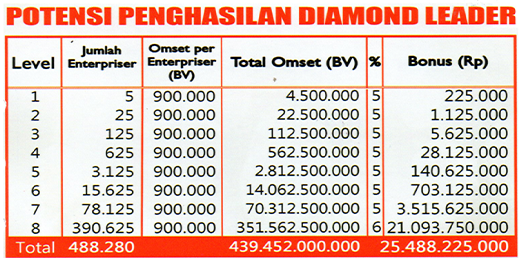 POTENSI PENGHASILAN DIAMOND LEADER
Level Jumlah Enterpriser Omset per Enterpriser (BV) Total Omset (BV) % Bonus (Rp)
1 5 900.000 4.500.000 5 225.000
2 25 900.000 22.500.000 5 1.125.000
3 125 900.000 112.500.000 5 5.625.000
4 625 900.000 562.500.000 5 28.125.000
5 3.125 900.000 2.812.500.000 5 140.625.000
6 15.625 900.000 14.062.500.000 5 703.125.000
7 78.125 900.000 70.312.500.000 5 3.515.625.000
8 390.625 900.000 351.562.500.000 6 21.093.750.000
Total 488.280 439.452.000.000 25.488.225.000